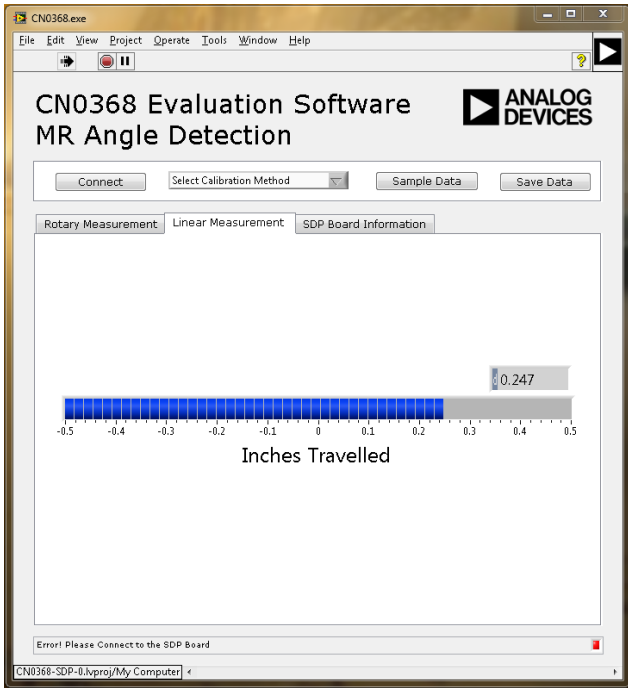 CN0368.exe
File Edit View Project Operate Tools Window Help
?
CN0368 Evaluation Software
MR Angle Detection
ANALOG
DEVICES
Connect Select Calibration Method Sample Data Save Data
Rotary Measurement Linear Measurement SDP Board Information
d 0.247
-0.5 -0.4 -0.3 -0.2 -0.1 0 0.1 0.2 0.3 0.4 0.5
Inches Travelled
Error! Please Connect to the SDP Board
CN0368-SDP-0.lvproj/My Computer